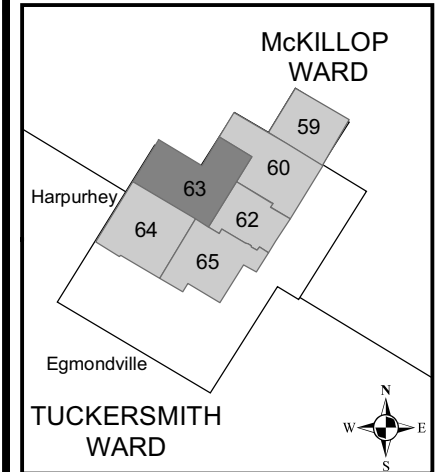 McKILLOP
WARD
59
60
63
Harpurhey
62
64
65
Egmondville
TUCKERSMITH
WARD
N
W E
S